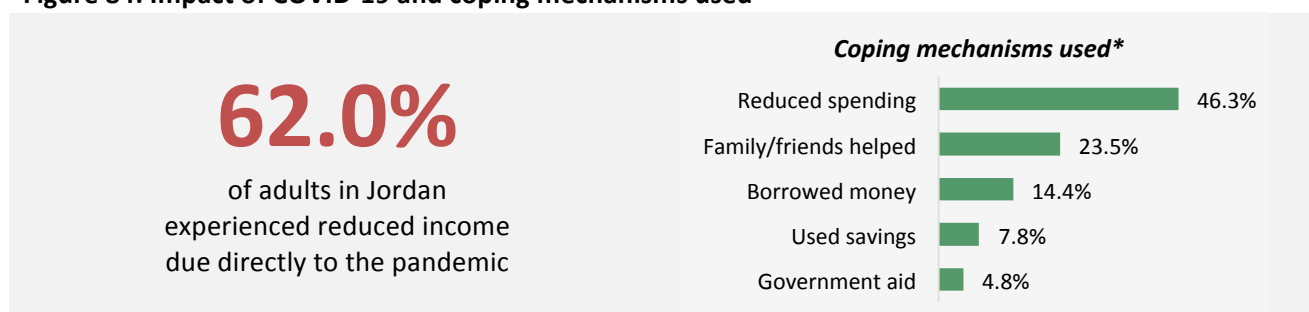 62.0%
of adults in Jordan
experienced reduced income
due directly to the pandemic
Coping mechanisms used*
Reduced spending 46.3%
Family/friends helped 23.5%
Borrowed money 14.4%
Used savings 7.8%
Government aid 4.8%